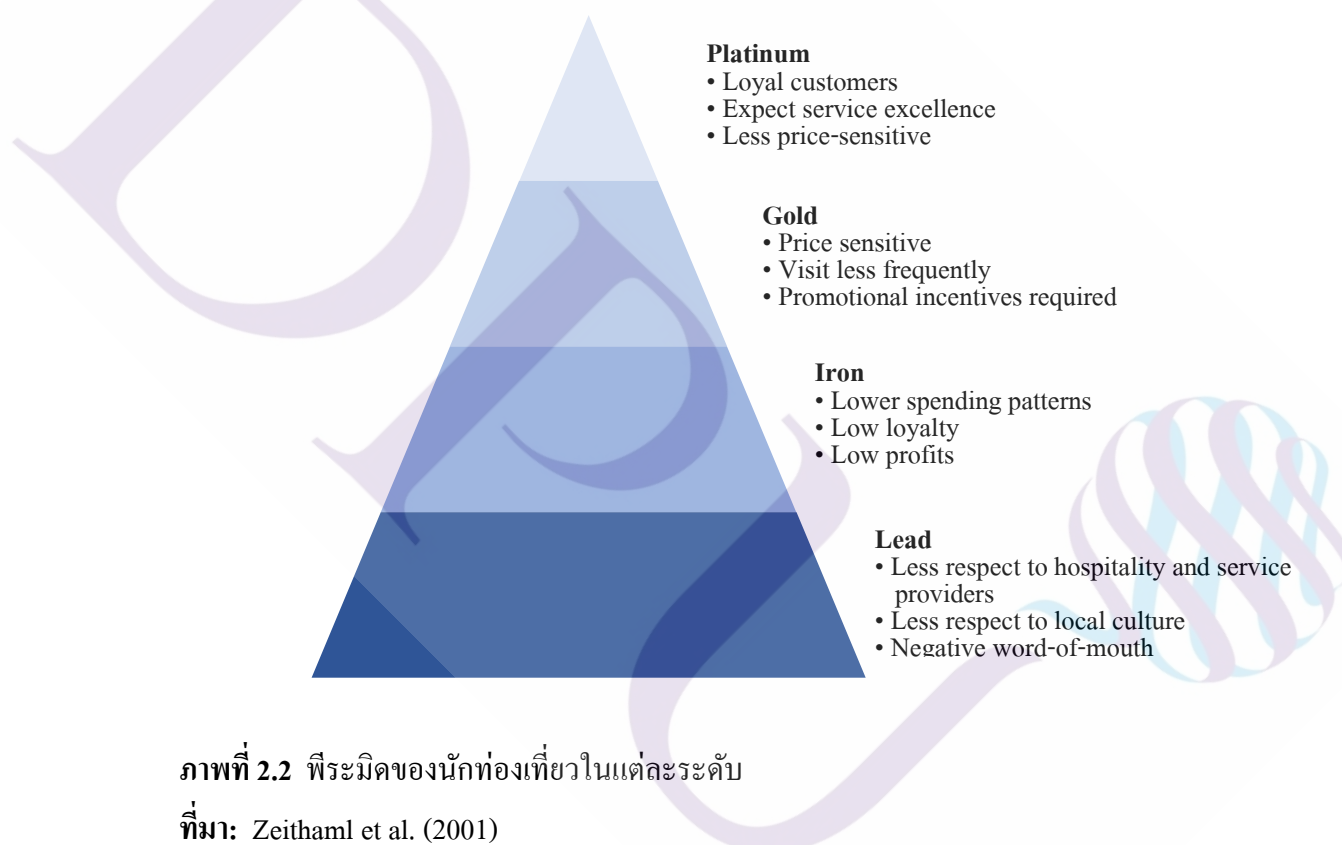 Platinum
• Loyal customers
• Expect service excellence
• Less price-sensitive
Gold
• Price sensitive
• Visit less frequently
• Promotional incentives required
Iron
• Lower spending patterns
• Low loyalty
• Low profits
Lead
• Less respect to hospitality and service
providers
• Less respect to local culture
• Negative word-of-mouth
ภาพที่ 2.2 พีระมิดของนักท่องเที่ยวในแต่ละระดับ
ที่มา: Zeithaml et al. (2001)
DPU